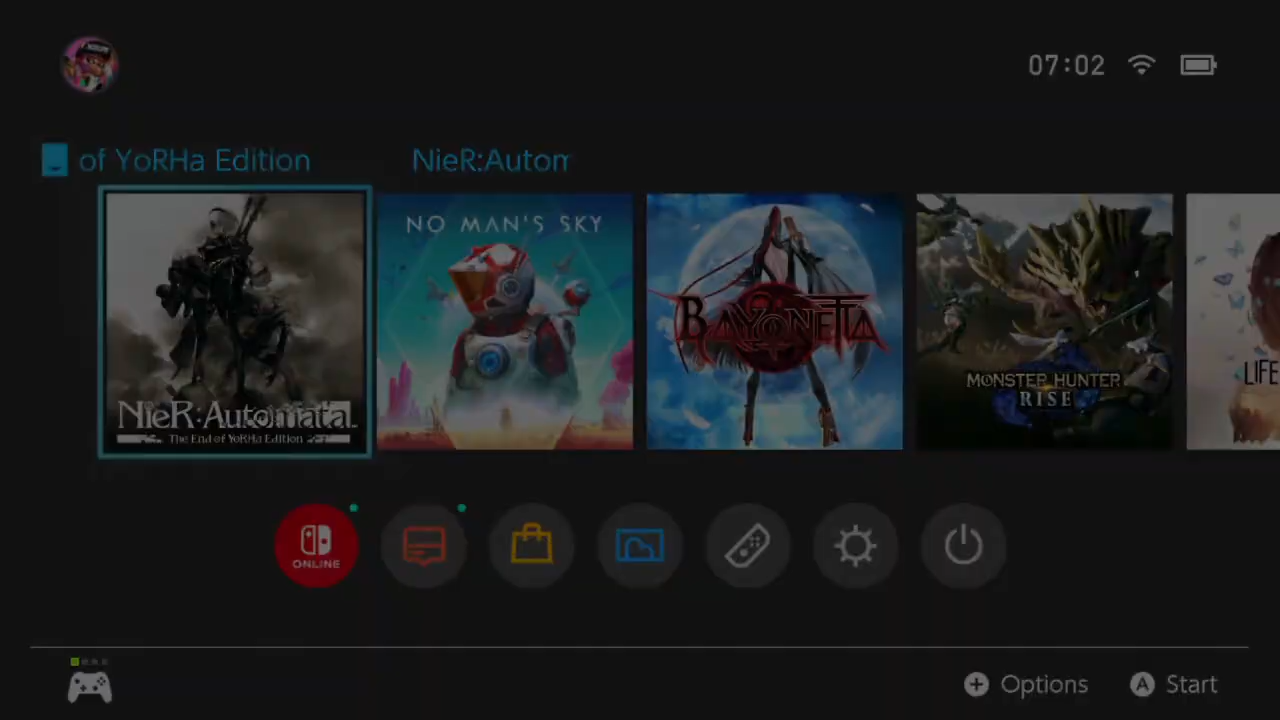 07:02
of YoRHa Edition NieR:Autom
NO MAN'S SKY
BAYONETTA
MONSTER HUNTER
RISE
LIFE
NieR:Automata
The End of YoRHa Edition
ONLINE
+ Options A Start